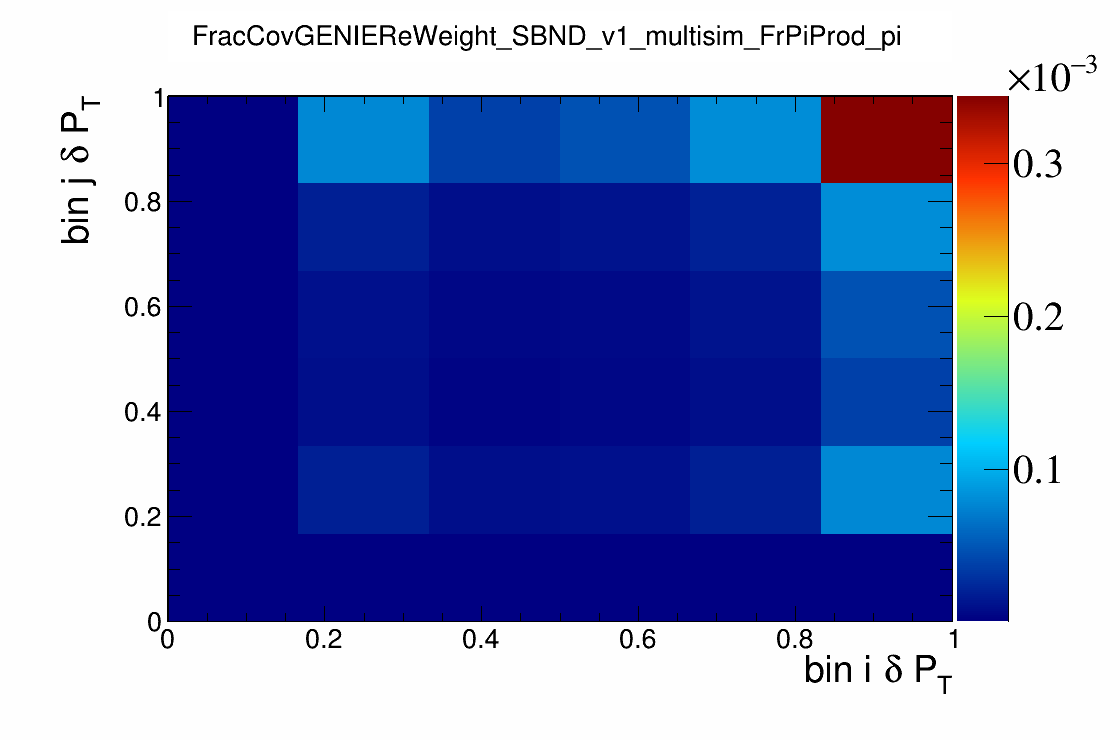 FracCovGENIEReWeight_SBND_v1_multisim_FrPiProd_pi
×10⁻³
bin j δ P_T
1
0.8
0.6
0.4
0.2
0
0.3
0.2
0.1
0 0.2 0.4 0.6 0.8 1
bin i δ P_T